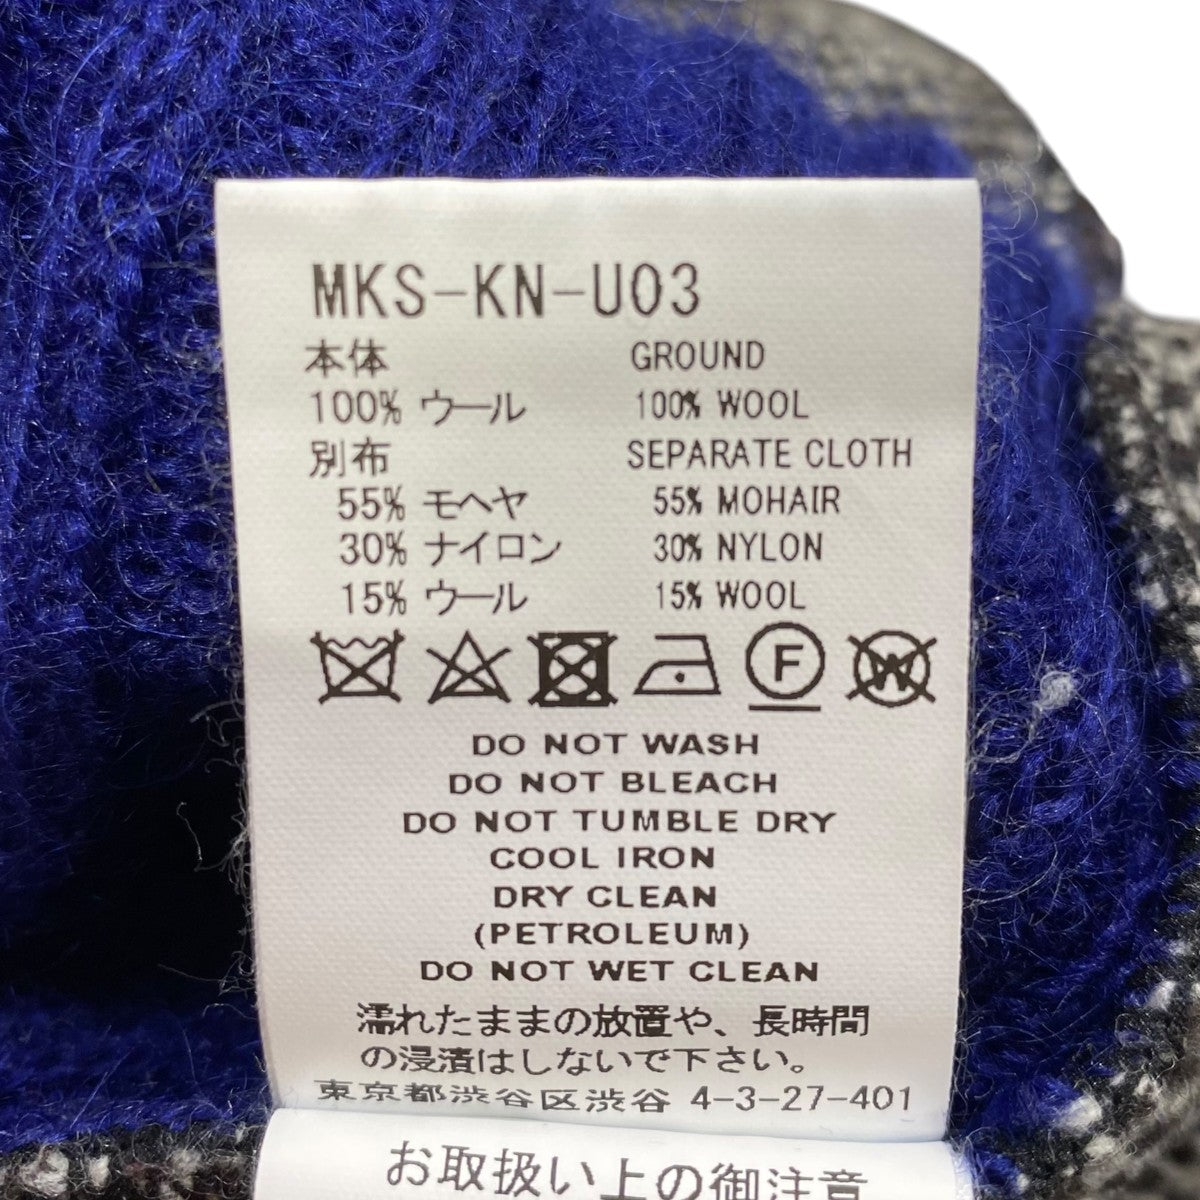 MKS-KN-U03
本体 GROUND
100% ウール 100% WOOL
別布 SEPARATE CLOTH
55% モヘヤ 55% MOHAIR
30% ナイロン 30% NYLON
15% ウール 15% WOOL
F W
DO NOT WASH
DO NOT BLEACH
DO NOT TUMBLE DRY
COOL IRON
DRY CLEAN
(PETROLEUM)
DO NOT WET CLEAN
濡れたままの放置や、長時間
の浸漬はしないで下さい。
東京都渋谷区渋谷 4-3-27-401
お取扱い上の御注意